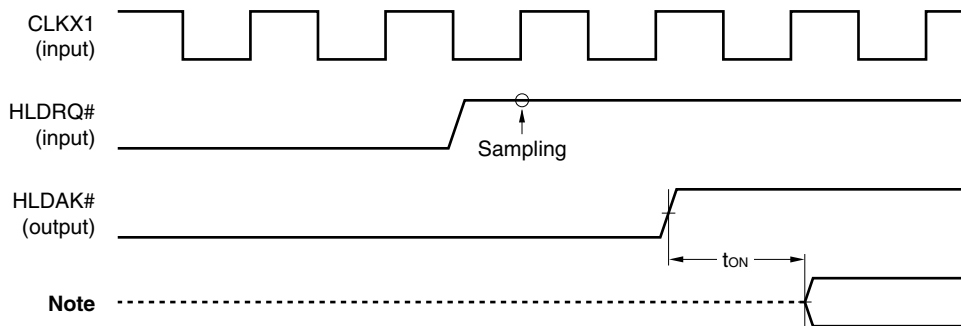 CLKX1
(input)
HLDRQ#
(input)
Sampling
HLDAK#
(output)
tON
Note